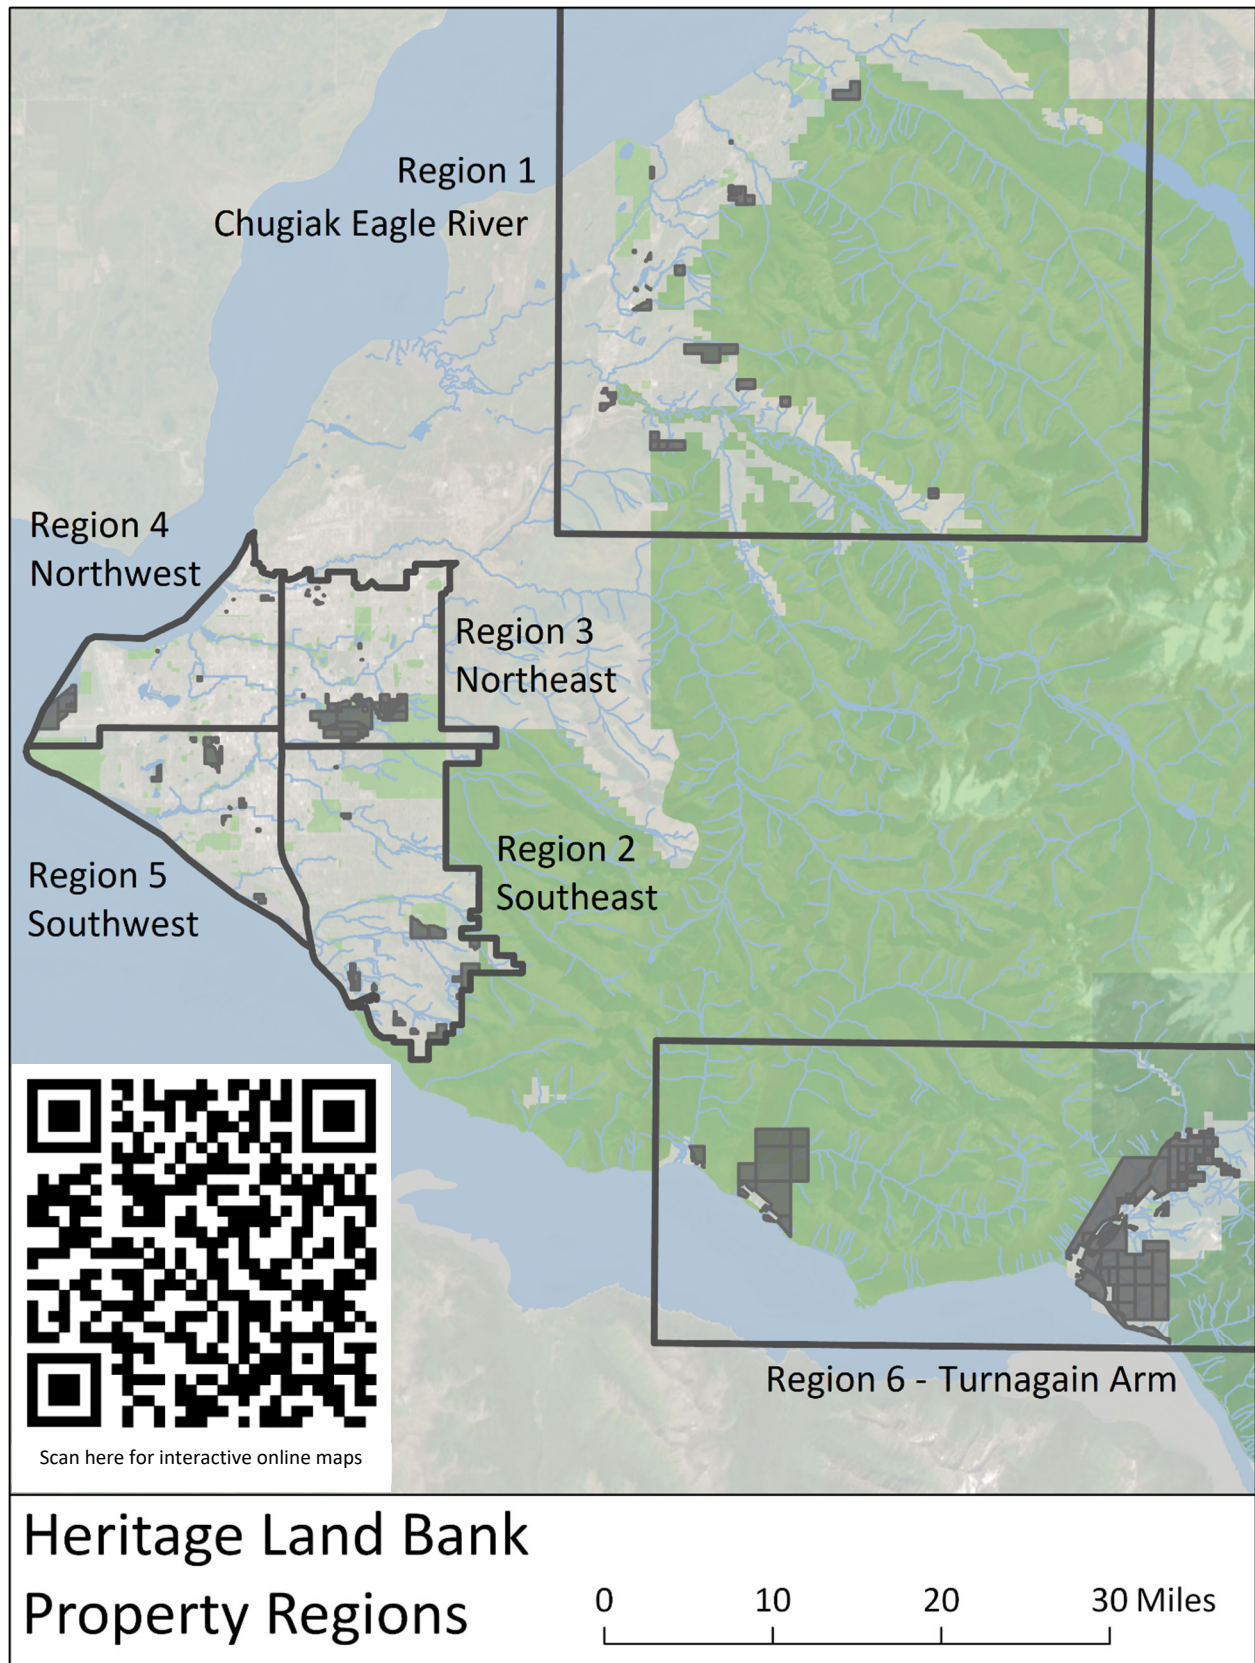 Region 1
Chugiak Eagle River
Region 4
Northwest
Region 3
Northeast
Region 2
Southeast
Region 5
Southwest
Region 6 - Turnagain Arm
Scan here for interactive online maps
Heritage Land Bank
Property Regions
0 10 20 30 Miles